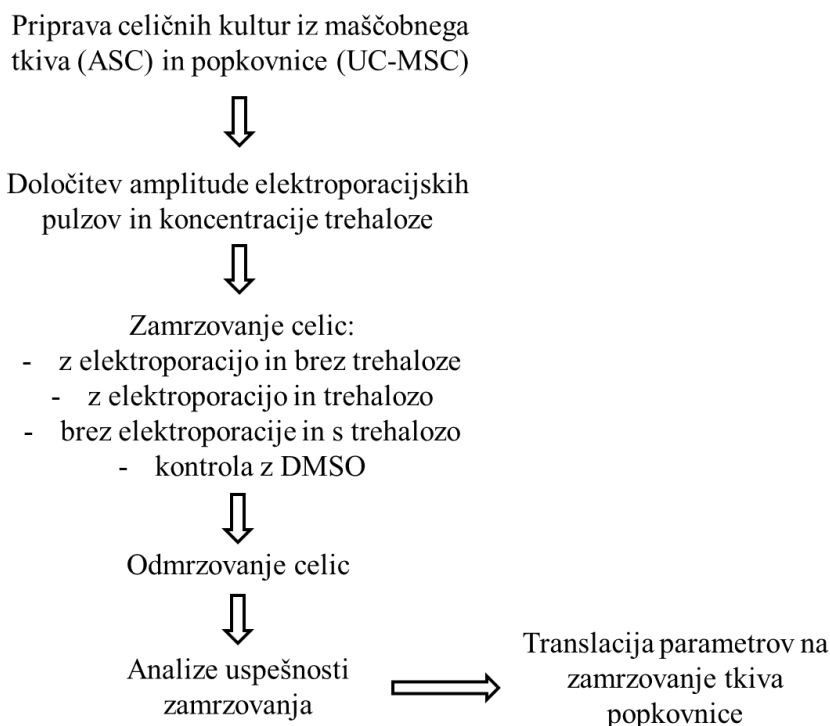 Priprava celičnih kultur iz maščobnega
tkiva (ASC) in popkovnice (UC-MSC)
Določitev amplitude elektroporacijskih
pulzov in koncentracije trehaloze
Zamrzovanje celic:
- z elektroporacijo in brez trehaloze
- z elektroporacijo in trehalozo
- brez elektroporacije in s trehalozo
- kontrola z DMSO
Odmrzovanje celic
Analize uspešnosti
zamrzovanja
Translacija parametrov na
zamrzovanje tkiva
popkovnice